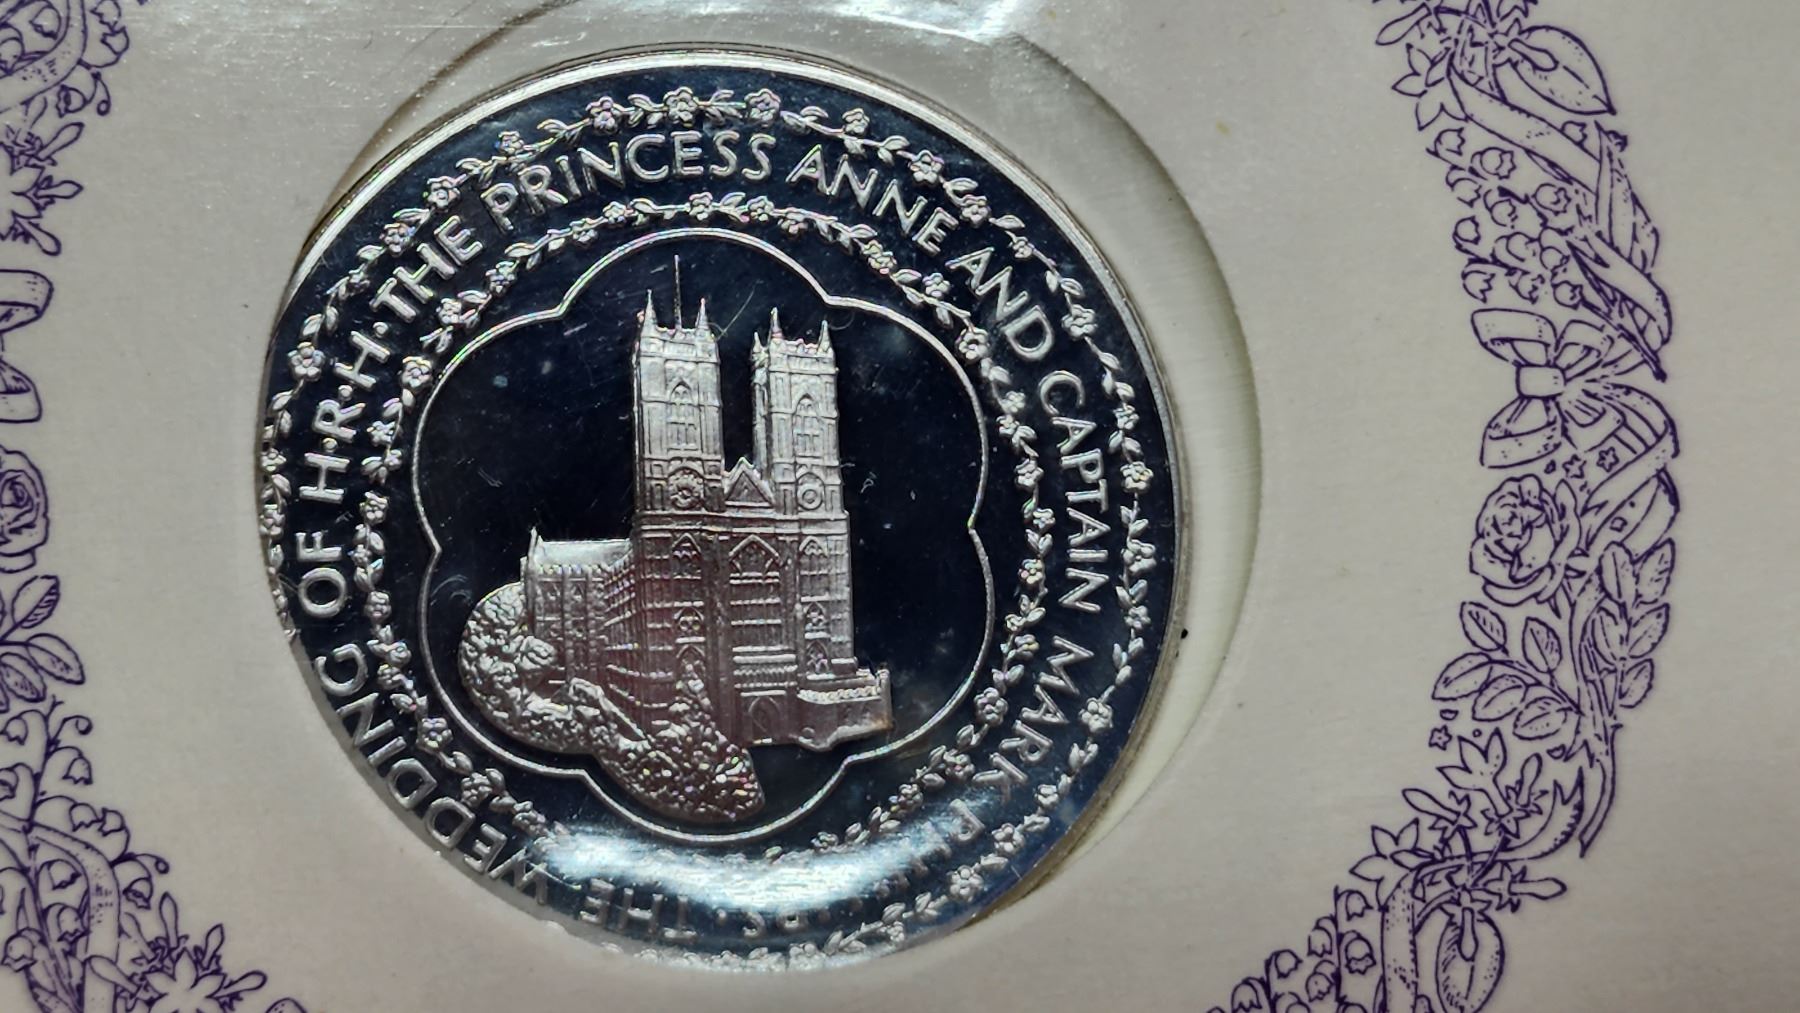 THE WEDDING OF H·R·H·THE PRINCESS ANNE AND CAPTAIN MARK